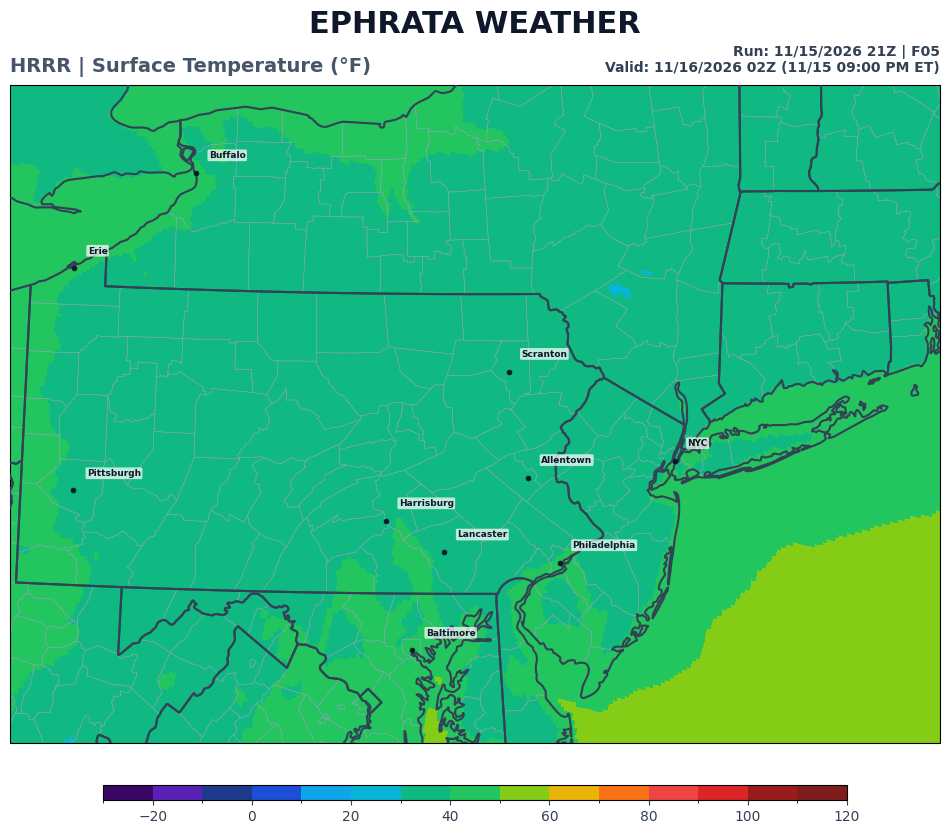 EPHRATA WEATHER
HRRR | Surface Temperature (°F)
Run: 11/15/2026 21Z | F05
Valid: 11/16/2026 02Z (11/15 09:00 PM ET)
Buffalo
Erie
Scranton
NYC
Allentown
Pittsburgh
Harrisburg
Lancaster
Philadelphia
Baltimore
−20 0 20 40 60 80 100 120